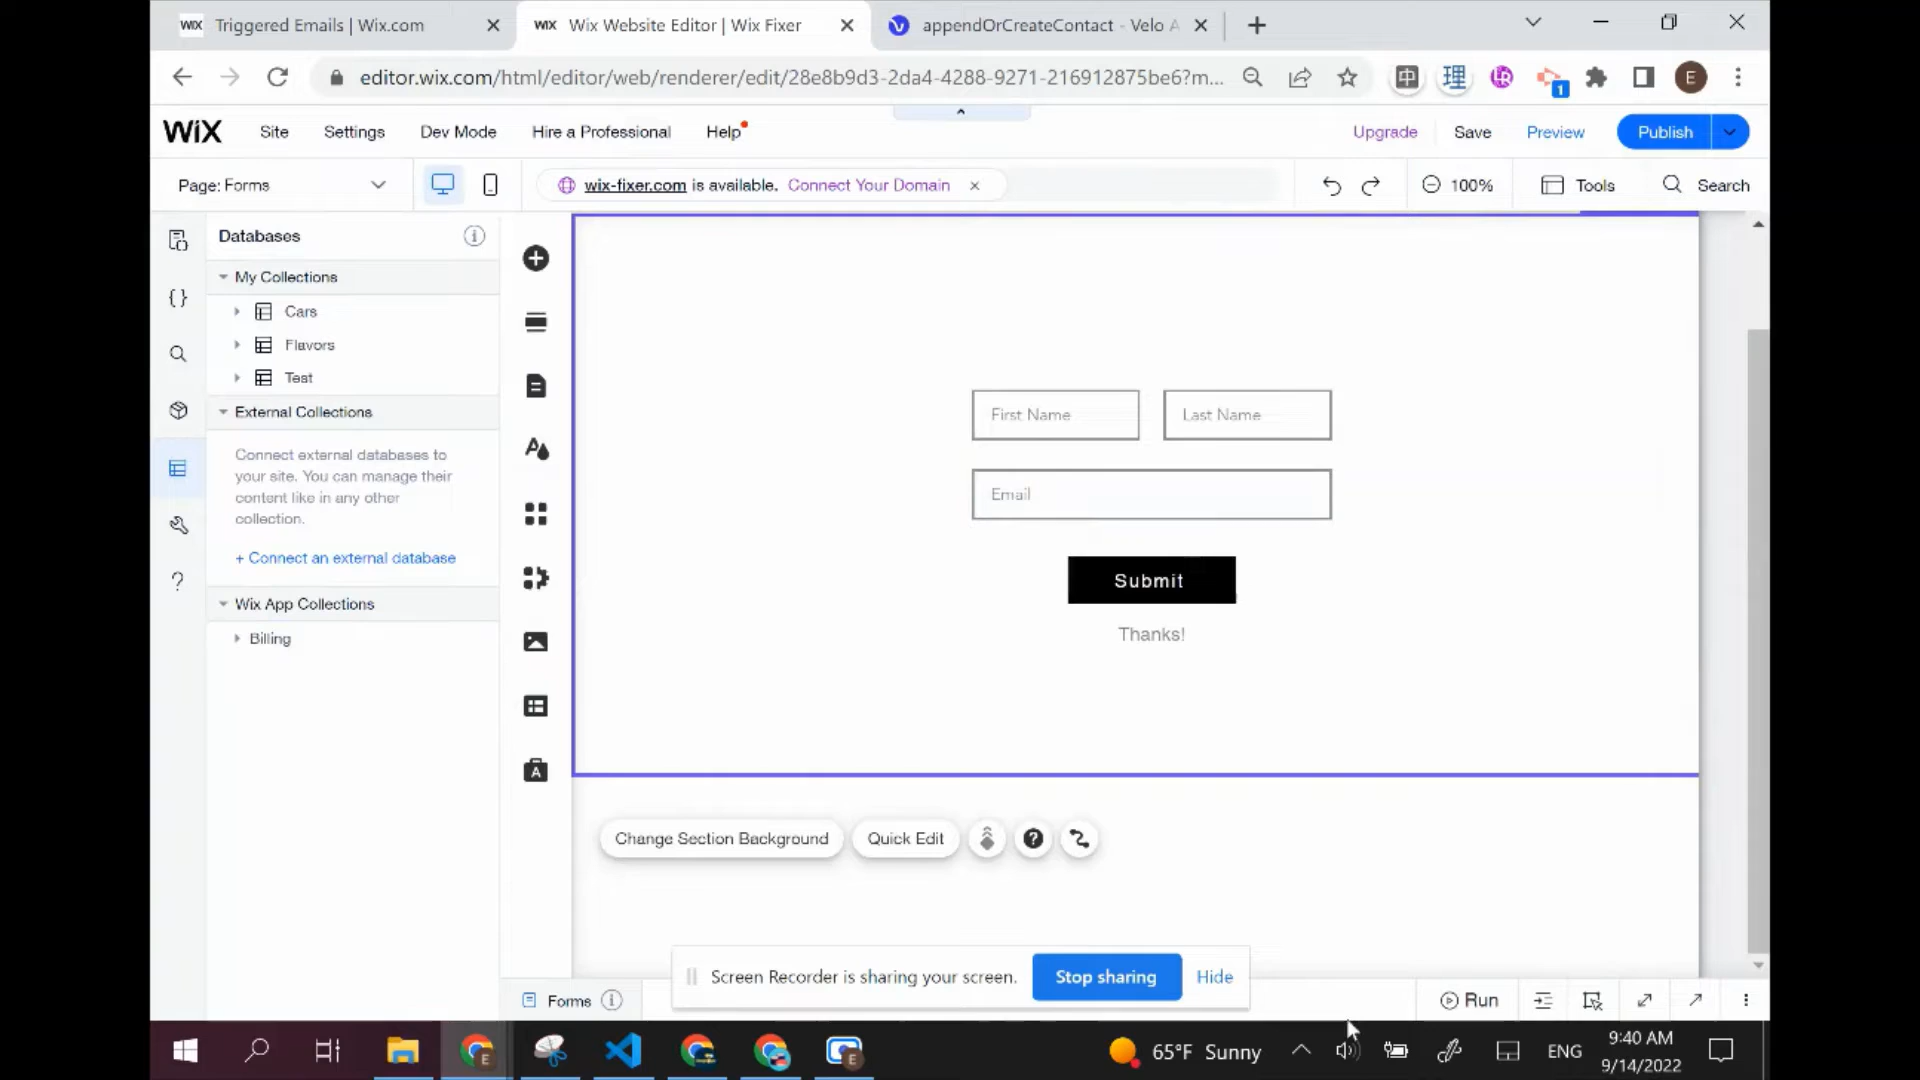 WIX Triggered Emails | Wix.com
WIX Wix Website Editor | Wix Fixer
appendOrCreateContact - Velo A
editor.wix.com/html/editor/web/renderer/edit/28e8b9d3-2da4-4288-9271-216912875be6?m...
中
理
1
E
WiX Site Settings Dev Mode Hire a Professional Help
Upgrade Save Preview Publish
Page: Forms
wix-fixer.com is available. Connect Your Domain
100% Tools Search
Databases
My Collections
Cars
Flavors
Test
External Collections
Connect external databases to
your site. You can manage their
content like in any other
collection.
+ Connect an external database
Wix App Collections
Billing
First Name
Last Name
Email
Submit
Thanks!
Change Section Background
Quick Edit
Screen Recorder is sharing your screen.
Stop sharing
Hide
Forms
Run
65°F Sunny
ENG
9:40 AM
9/14/2022